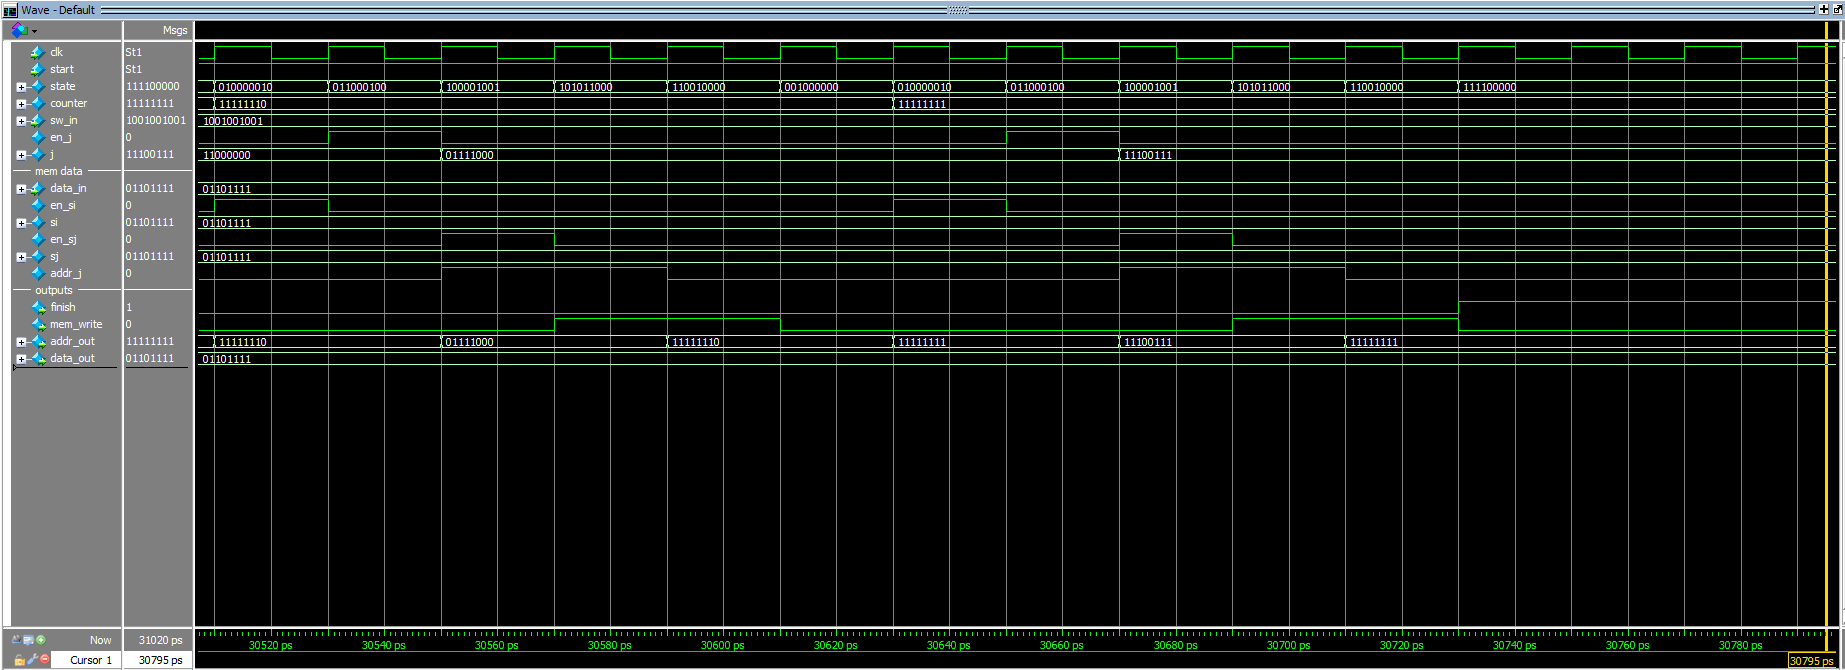 Wave - Default
Msgs
clk St1
start St1
state 111100000 010000010 011000100 100001001 101011000 110010000 001000000 010000010 011000100 100001001 101011000 110010000 111100000
counter 11111111 11111110 11111111
sw_in 1001001001 1001001001
en_j 0
j 11100111 11000000 01111000 11100111
mem data
data_in 01101111 01101111
en_si 0
si 01101111 01101111
en_sj 0
sj 01101111 01101111
addr_j 0
outputs
finish 1
mem_write 0
addr_out 11111111 11111110 01111000 11111110 11111111 11100111 11111111
data_out 01101111 01101111
Now 31020 ps 30520 ps 30540 ps 30560 ps 30580 ps 30600 ps 30620 ps 30640 ps 30660 ps 30680 ps 30700 ps 30720 ps 30740 ps 30760 ps 30780 ps
Cursor 1 30795 ps 30795 ps